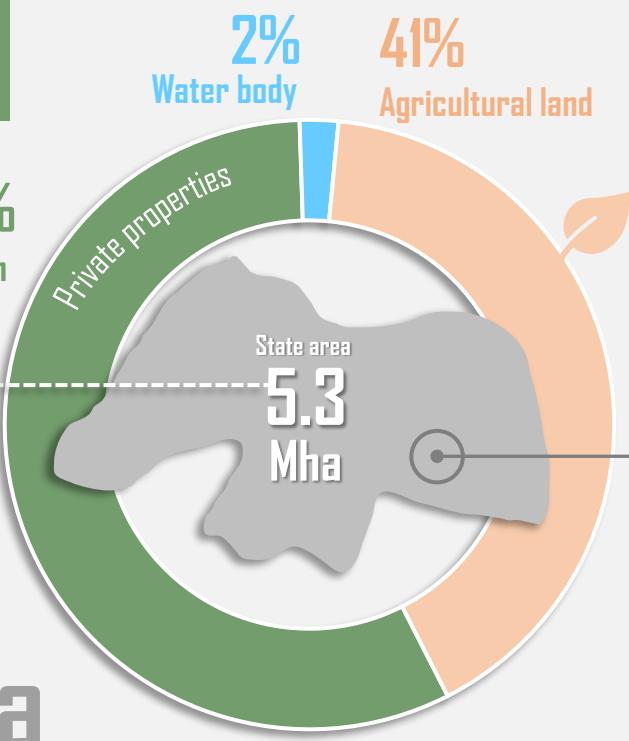 2%
Water body
41%
Agricultural land
%
Private properties
State area
5.3
Mha
a